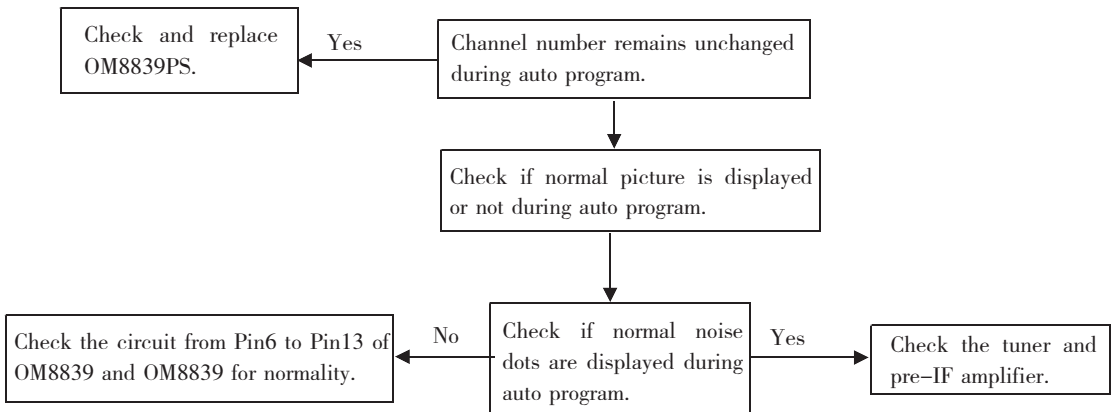 Check and replace
OM8839PS.
Yes
Channel number remains unchanged
during auto program.
Check if normal picture is displayed
or not during auto program.
Check the circuit from Pin6 to Pin13 of
OM8839 and OM8839 for normality.
No
Check if normal noise
dots are displayed during
auto program.
Yes
Check the tuner and
pre-IF amplifier.